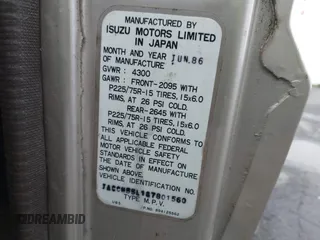 MANUFACTURED BY
ISUZU MOTORS LIMITED
IN JAPAN
MONTH AND YEAR JUN.86
OF MANUFACTURE
GVWR : 4300
GAWR : FRONT-2095 WITH
P225/75R-15 TIRES, 15x6.0
RIMS, AT 26 PSI COLD.
REAR-2645 WITH
P225/75R-15 TIRES, 15x6.0
RIMS, AT 26 PSI COLD.
THIS VEHICLE CONFORMS TO
ALL APPLICABLE FEDERAL
MOTOR VEHICLE SAFETY
STANDARDS IN EFFECT ON
THE DATE OF MANUFACTURE
SHOWN ABOVE
VEHICLE IDENTIFICATION NO.
TYPE M.P.V.
DREAMBID